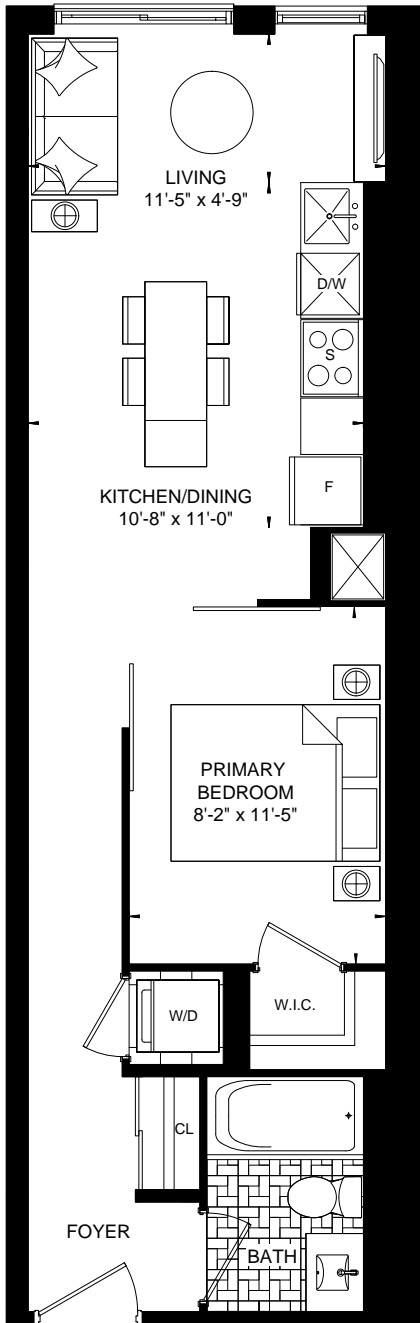 LIVING
11'-5" x 4'-9"
D/W
S
KITCHEN/DINING
10'-8" x 11'-0"
F
PRIMARY
BEDROOM
8'-2" x 11'-5"
W/D
W.I.C.
CL
FOYER
BATH